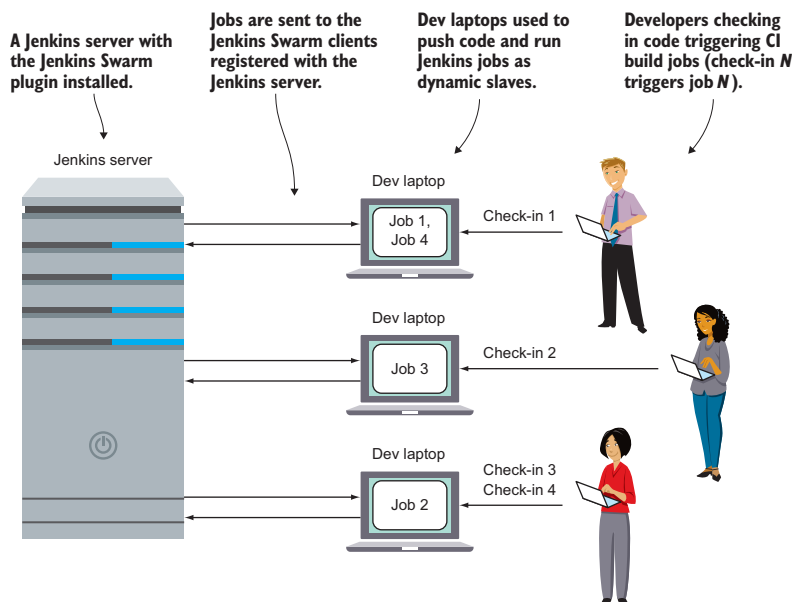 A Jenkins server with
the Jenkins Swarm
plugin installed.
Jobs are sent to the
Jenkins Swarm clients
registered with the
Jenkins server.
Dev laptops used to
push code and run
Jenkins jobs as
dynamic slaves.
Developers checking
in code triggering CI
build jobs (check-in N
triggers job N).
Jenkins server
Dev laptop
Job 1,
Job 4
Check-in 1
Dev laptop
Job 3
Check-in 2
Dev laptop
Job 2
Check-in 3
Check-in 4